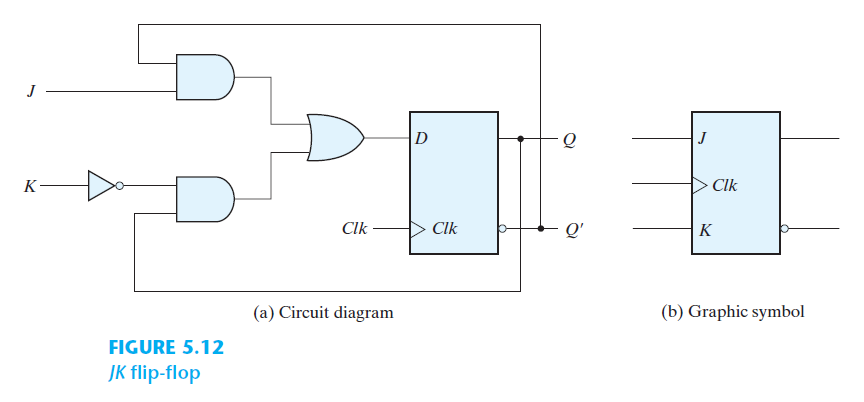 J
K
D
Clk
Clk
Q
Q'
J
Clk
K
(a) Circuit diagram
(b) Graphic symbol
FIGURE 5.12
JK flip-flop